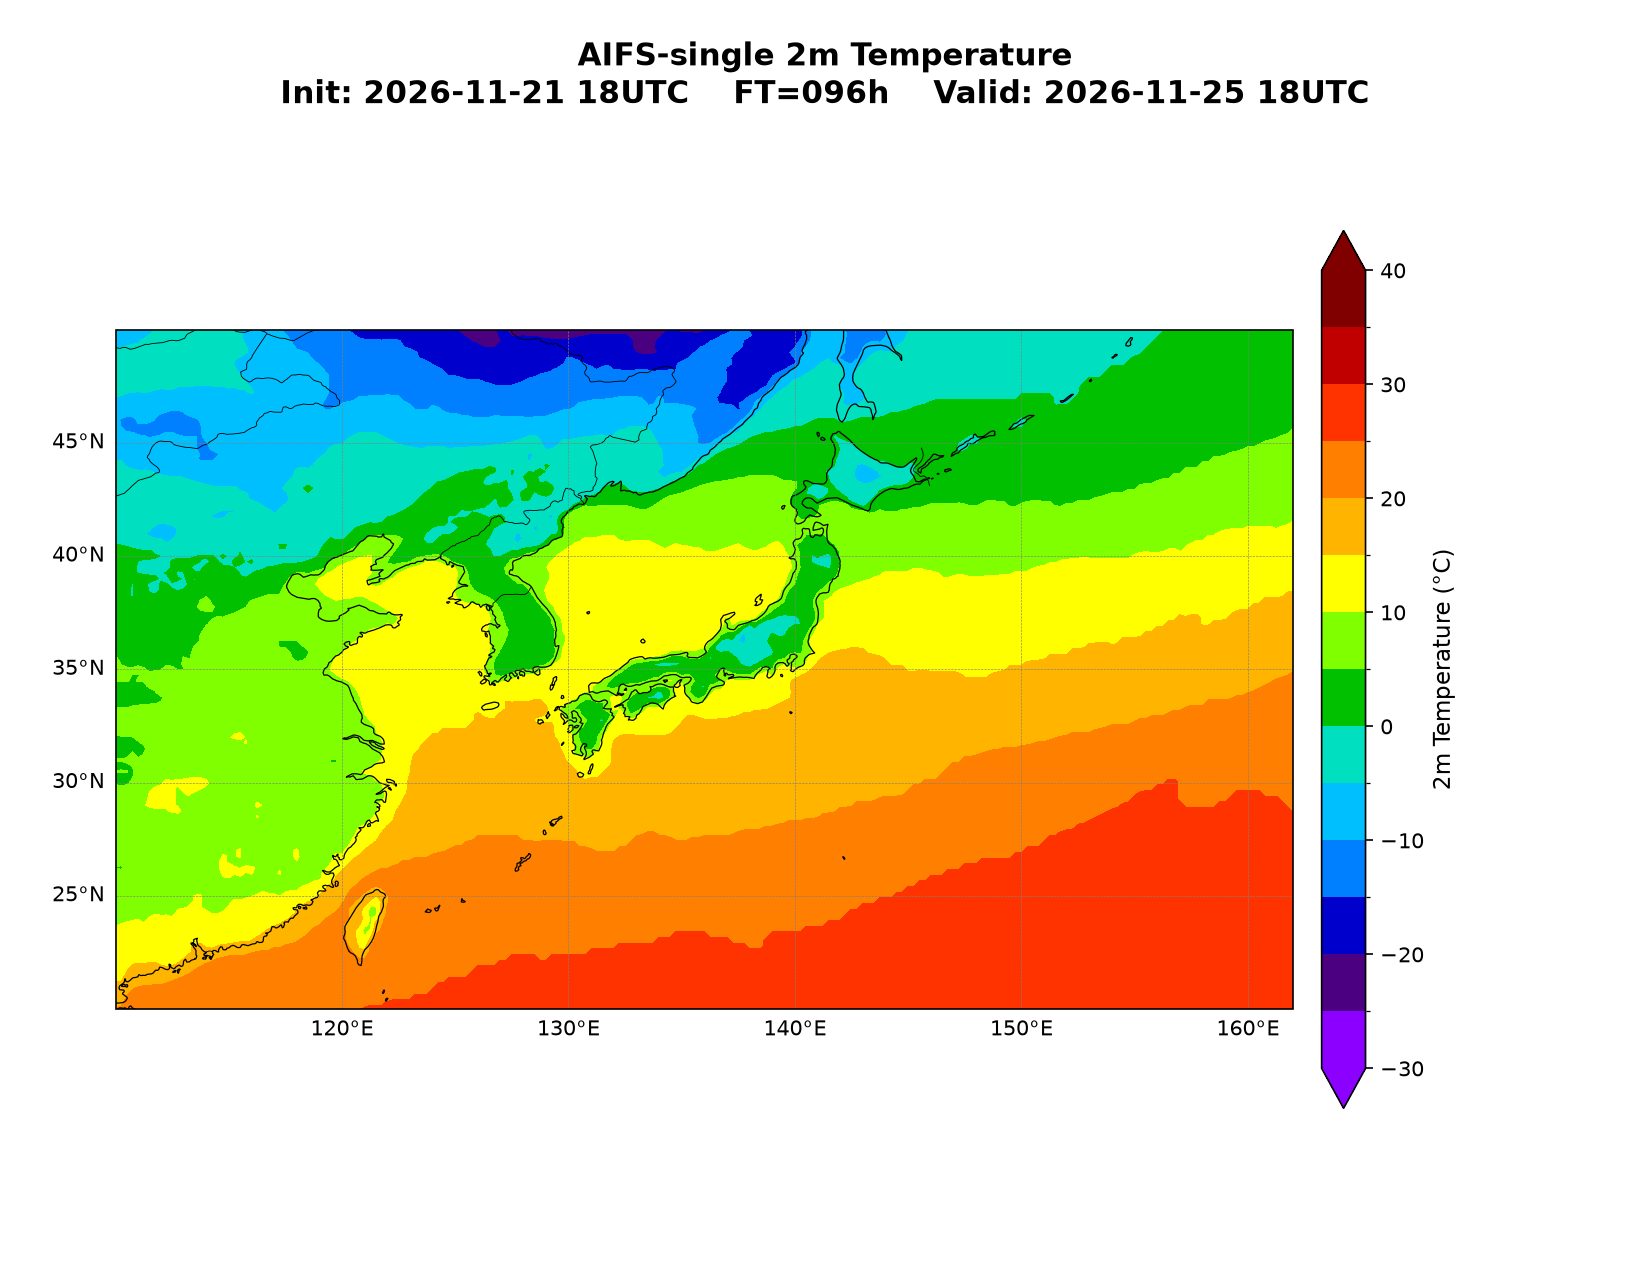 AIFS-single 2m Temperature
Init: 2026-11-21 18UTC    FT=096h    Valid: 2026-11-25 18UTC
45°N
40°N
35°N
30°N
25°N
120°E
130°E
140°E
150°E
160°E
40
30
20
10
0
−10
−20
−30
2m Temperature (°C)